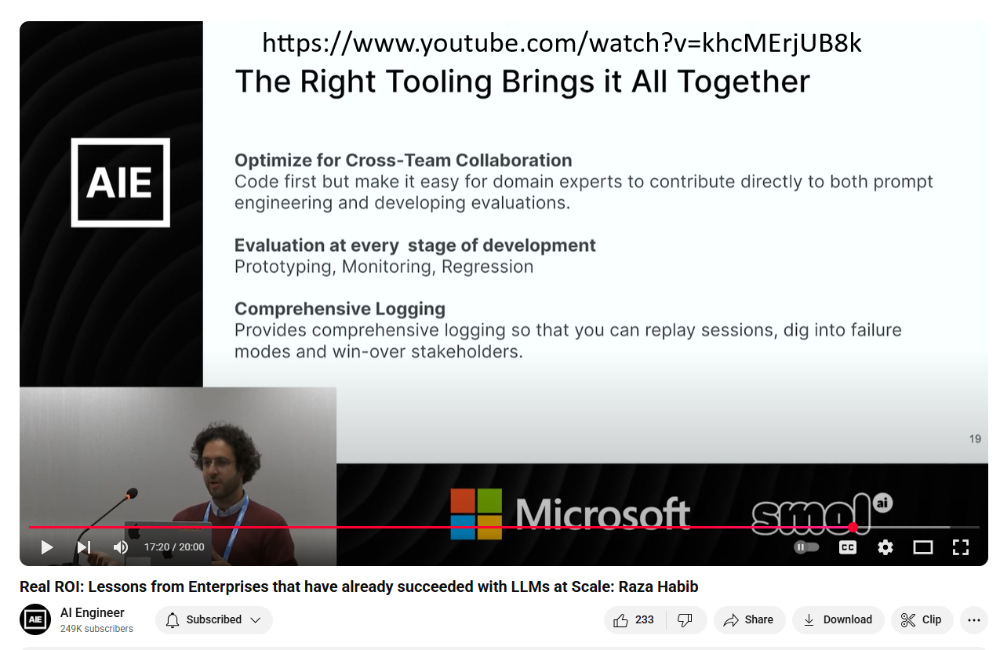 https://www.youtube.com/watch?v=khcMErjUB8k
The Right Tooling Brings it All Together
AIE
Optimize for Cross-Team Collaboration
Code first but make it easy for domain experts to contribute directly to both prompt
engineering and developing evaluations.
Evaluation at every  stage of development
Prototyping, Monitoring, Regression
Comprehensive Logging
Provides comprehensive logging so that you can replay sessions, dig into failure
modes and win-over stakeholders.
19
Microsoft
smol ai
17:20 / 20:00
CC
Real ROI: Lessons from Enterprises that have already succeeded with LLMs at Scale: Raza Habib
AIE
AI Engineer
249K subscribers
Subscribed
233
Share
Download
Clip